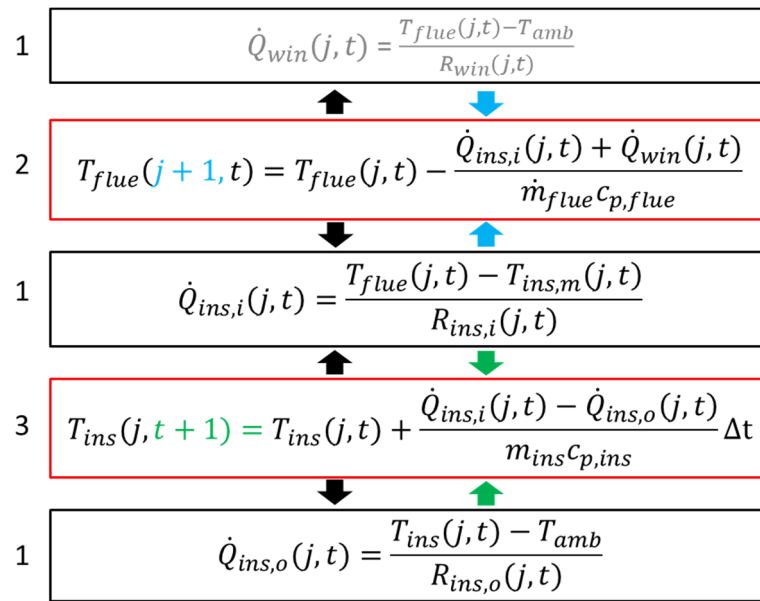 1 Q̇_win(j,t) = (T_flue(j,t)−T_amb)/(R_win(j,t))
2 T_flue(j + 1, t) = T_flue(j, t) − (Q̇_ins,i(j, t) + Q̇_win(j, t))/(ṁ_flue c_p,flue)
1 Q̇_ins,i(j, t) = (T_flue(j, t) − T_ins,m(j, t))/(R_ins,i(j, t))
3 T_ins(j, t + 1) = T_ins(j, t) + (Q̇_ins,i(j, t) − Q̇_ins,o(j, t))/(m_ins c_p,ins) Δt
1 Q̇_ins,o(j, t) = (T_ins(j, t) − T_amb)/(R_ins,o(j, t))